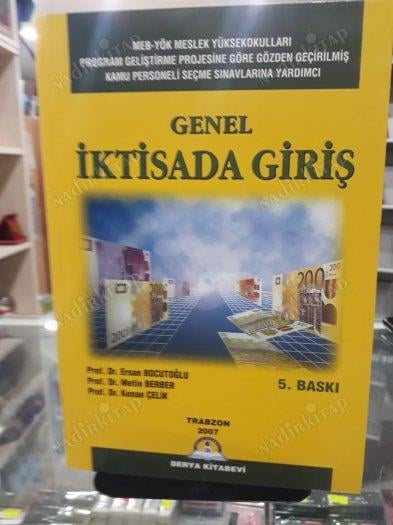 MEB-YÖK MESLEK YÜKSEKOKULLARI
PROGRAM GELİŞTİRME PROJESİNE GÖRE GÖZDEN GEÇİRİLMİŞ
KAMU PERSONELİ SEÇME SINAVLARINA YARDIMCI
GENEL
İKTİSADA GİRİŞ
200
Prof. Dr. Ersan BOCUTOĞLU
Prof. Dr. Metin BERBER
Prof. Dr. Kenan ÇELİK
5. BASKI
TRABZON
2007
DERYA KİTABEVİ
NadirKitap